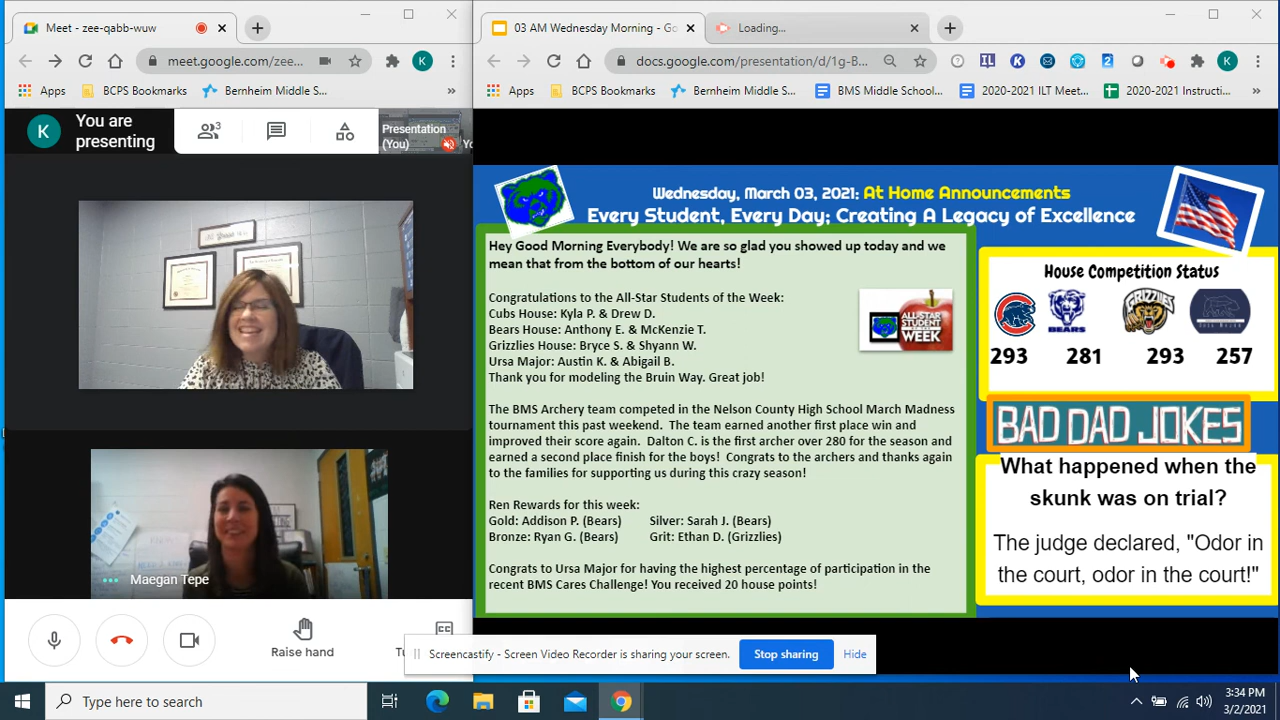 Meet - zee-qabb-wuw
meet.google.com/zee...
Apps
BCPS Bookmarks
Bernheim Middle S...
»
K
You are
presenting
3
Presentation
(You)
Maegan Tepe
Raise hand
03 AM Wednesday Morning - Go
Loading...
docs.google.com/presentation/d/1g-B...
IL
K
2
K
Apps
BCPS Bookmarks
Bernheim Middle S...
BMS Middle School...
2020-2021 ILT Meet...
2020-2021 Instructi...
»
Wednesday, March 03, 2021: At Home Announcements
Every Student, Every Day; Creating A Legacy of Excellence
Hey Good Morning Everybody! We are so glad you showed up today and we
mean that from the bottom of our hearts!
Congratulations to the All-Star Students of the Week:
Cubs House: Kyla P. & Drew D.
Bears House: Anthony E. & McKenzie T.
Grizzlies House: Bryce S. & Shyann W.
Ursa Major: Austin K. & Abigail B.
Thank you for modeling the Bruin Way. Great job!
ALL-STAR
STUDENT
OF THE
WEEK
The BMS Archery team competed in the Nelson County High School March Madness
tournament this past weekend. The team earned another first place win and
improved their score again. Dalton C. is the first archer over 280 for the season and
earned a second place finish for the boys! Congrats to the archers and thanks again
to the families for supporting us during this crazy season!
Ren Rewards for this week:
Gold: Addison P. (Bears) Silver: Sarah J. (Bears)
Bronze: Ryan G. (Bears) Grit: Ethan D. (Grizzlies)
Congrats to Ursa Major for having the highest percentage of participation in the
recent BMS Cares Challenge! You received 20 house points!
House Competition Status
BEARS
GRIZZLIES
293 281 293 257
BAD DAD JOKES
What happened when the
skunk was on trial?
The judge declared, "Odor in
the court, odor in the court!"
Screencastify - Screen Video Recorder is sharing your screen.
Stop sharing
Hide
Type here to search
3:34 PM
3/2/2021